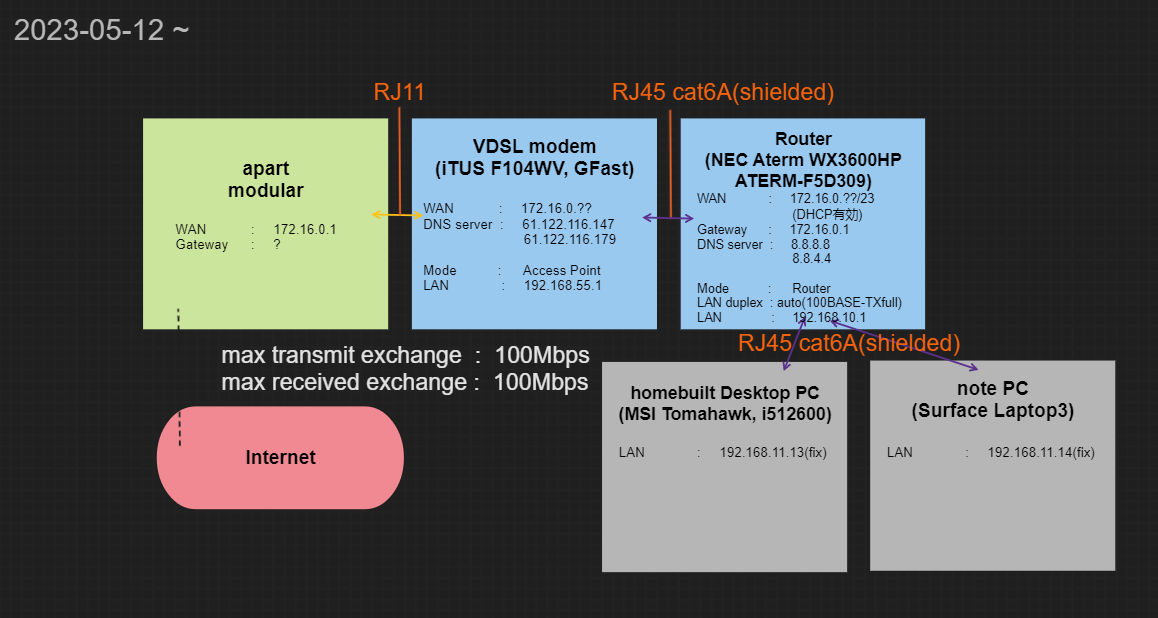 2023-05-12 ~
RJ11
RJ45 cat6A(shielded)
apart
modular
WAN : 172.16.0.1
Gateway : ?
VDSL modem
(iTUS F104WV, GFast)
WAN : 172.16.0.??
DNS server : 61.122.116.147
61.122.116.179
Mode : Access Point
LAN : 192.168.55.1
Router
(NEC Aterm WX3600HP
ATERM-F5D309)
WAN : 172.16.0.??/23
(DHCP有効)
Gateway : 172.16.0.1
DNS server : 8.8.8.8
8.8.4.4
Mode : Router
LAN duplex : auto(100BASE-TXfull)
LAN : 192.168.10.1
RJ45 cat6A(shielded)
max transmit exchange : 100Mbps
max received exchange : 100Mbps
Internet
homebuilt Desktop PC
(MSI Tomahawk, i512600)
LAN : 192.168.11.13(fix)
note PC
(Surface Laptop3)
LAN : 192.168.11.14(fix)